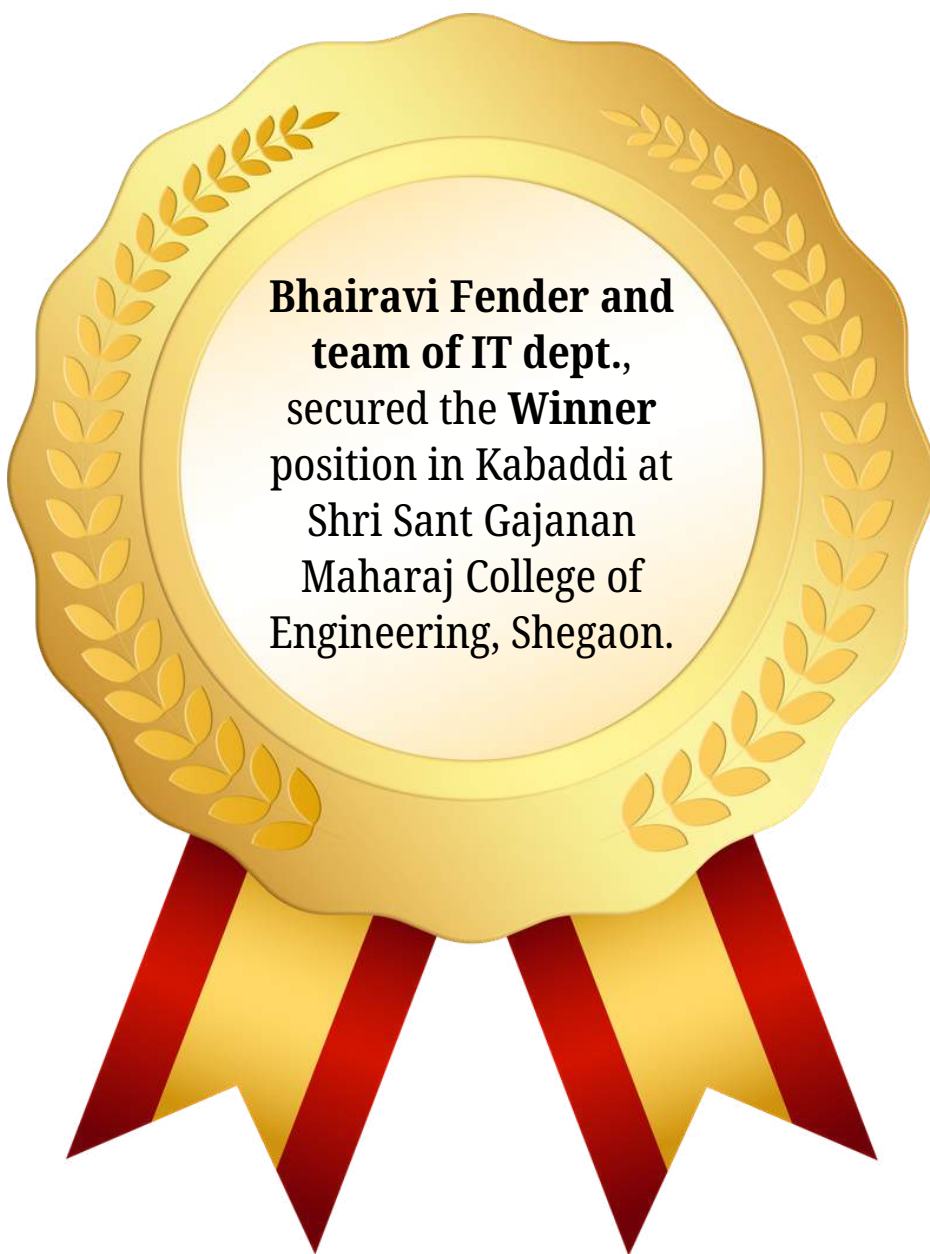 Bhairavi Fender and
team of IT dept.,
secured the Winner
position in Kabaddi at
Shri Sant Gajanan
Maharaj College of
Engineering, Shegaon.